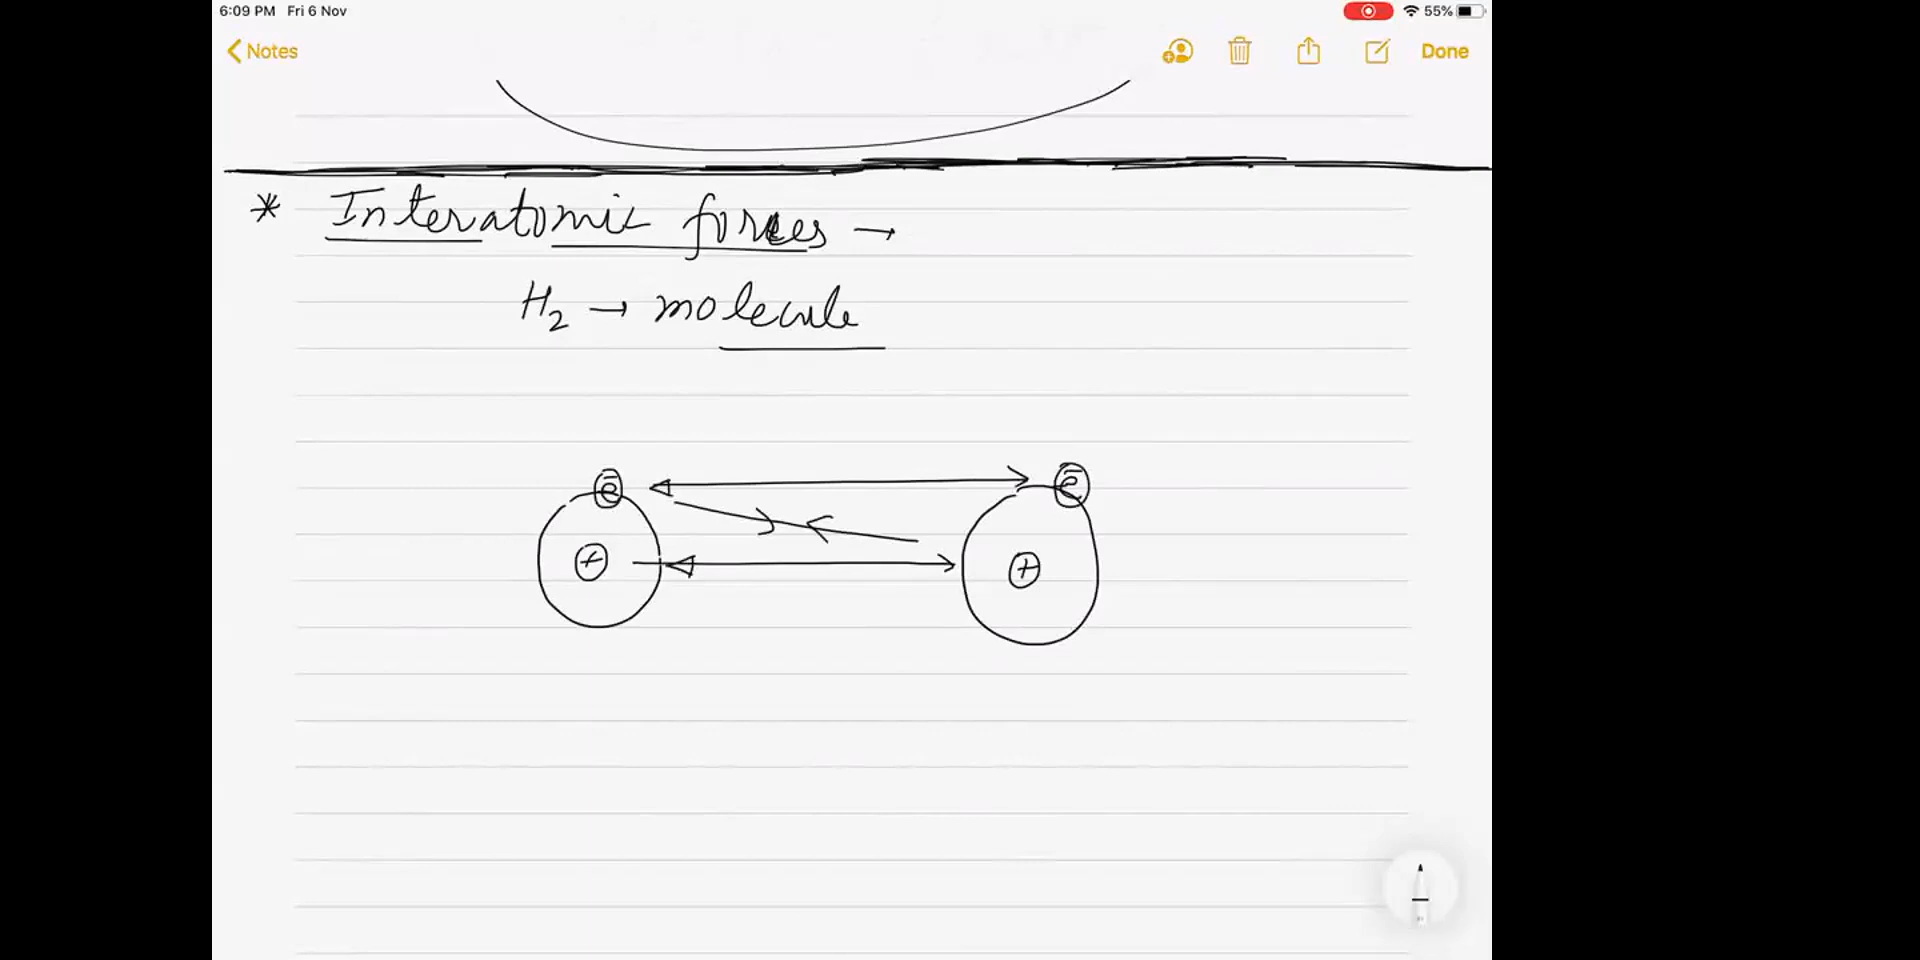 6:09 PM Fri 6 Nov 55%
Notes Done
* Interatomic forces →
H₂ → molecule
e⁻ e⁻
+ +